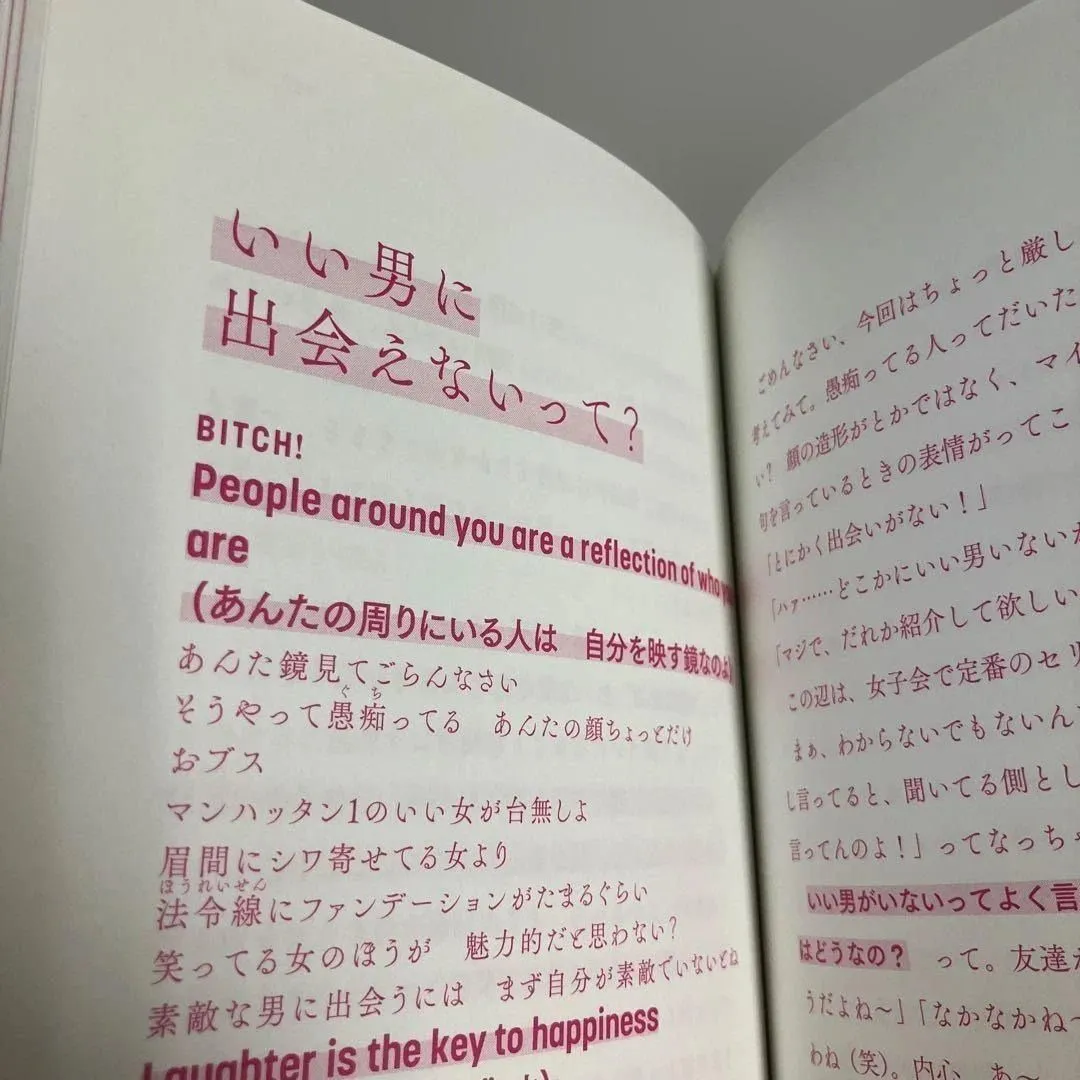 いい男に
出会えないって?
BITCH!
People around you are a reflection of who you
are
(あんたの周りにいる人は　自分を映す鏡なのよ)
あんた鏡見てごらんなさい
そうやって愚痴ってる　あんたの顔ちょっとだけ
おブス
マンハッタン1のいい女が台無しよ
眉間にシワ寄せてる女より
法令線にファンデーションがたまるぐらい
笑ってる女のほうが　魅力的だと思わない?
素敵な男に出会うには　まず自分が素敵でいないとね
Laughter is the key to happiness
ごめんなさい、今回はちょっと厳し
考えてみて。愚痴ってる人ってだいた
い?　顔の造形がとかではなく、マイ
句を言っているときの表情がってこ
「とにかく出会いがない!」
「ハァ……どこかにいい男いないか
「マジで、だれか紹介して欲しい
この辺は、女子会で定番のセリ
まぁ、わからないでもないん
し言ってると、聞いてる側とし
言ってんのよ!」ってなっちゃ
いい男がいないってよく言
はどうなの?　って。友達
うだよね〜」「なかなかね〜
わね(笑)。内心、あ〜